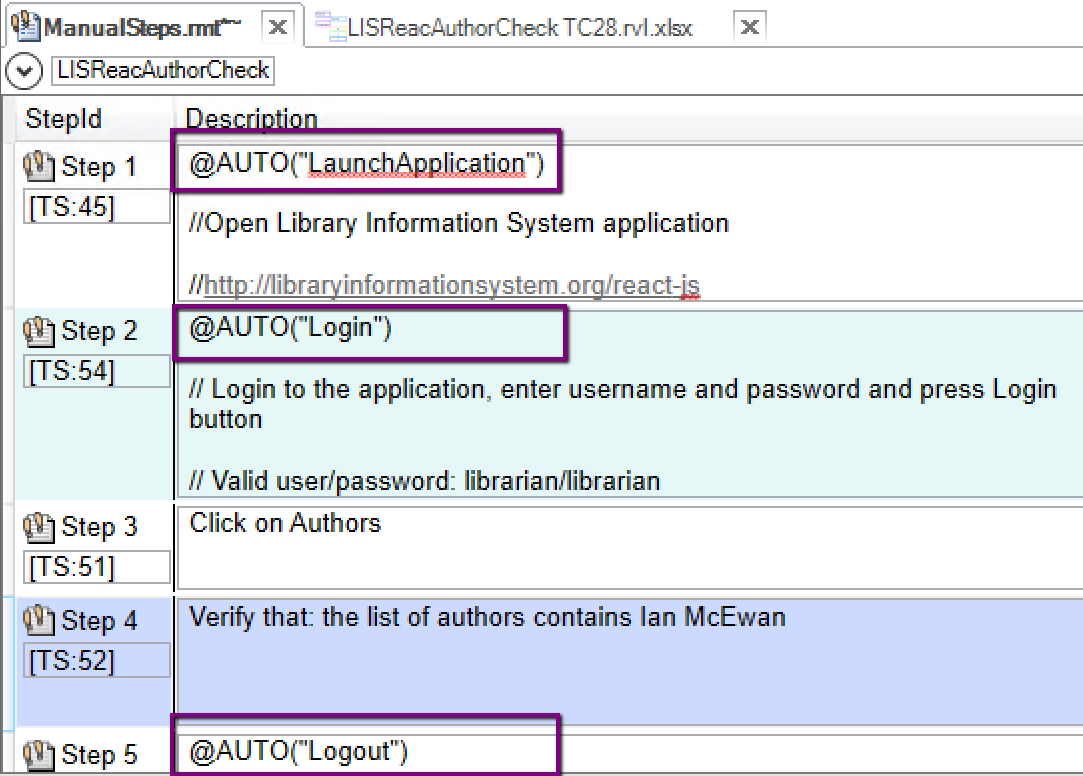 ManualSteps.rmt*
LISReacAuthorCheck TC28.rvl.xlsx
LISReacAuthorCheck
StepId Description
Step 1 @AUTO("LaunchApplication")
[TS:45]
//Open Library Information System application
//http://libraryinformationsystem.org/react-js
Step 2 @AUTO("Login")
[TS:54]
// Login to the application, enter username and password and press Login
button
// Valid user/password: librarian/librarian
Step 3 Click on Authors
[TS:51]
Step 4 Verify that: the list of authors contains Ian McEwan
[TS:52]
Step 5 @AUTO("Logout")